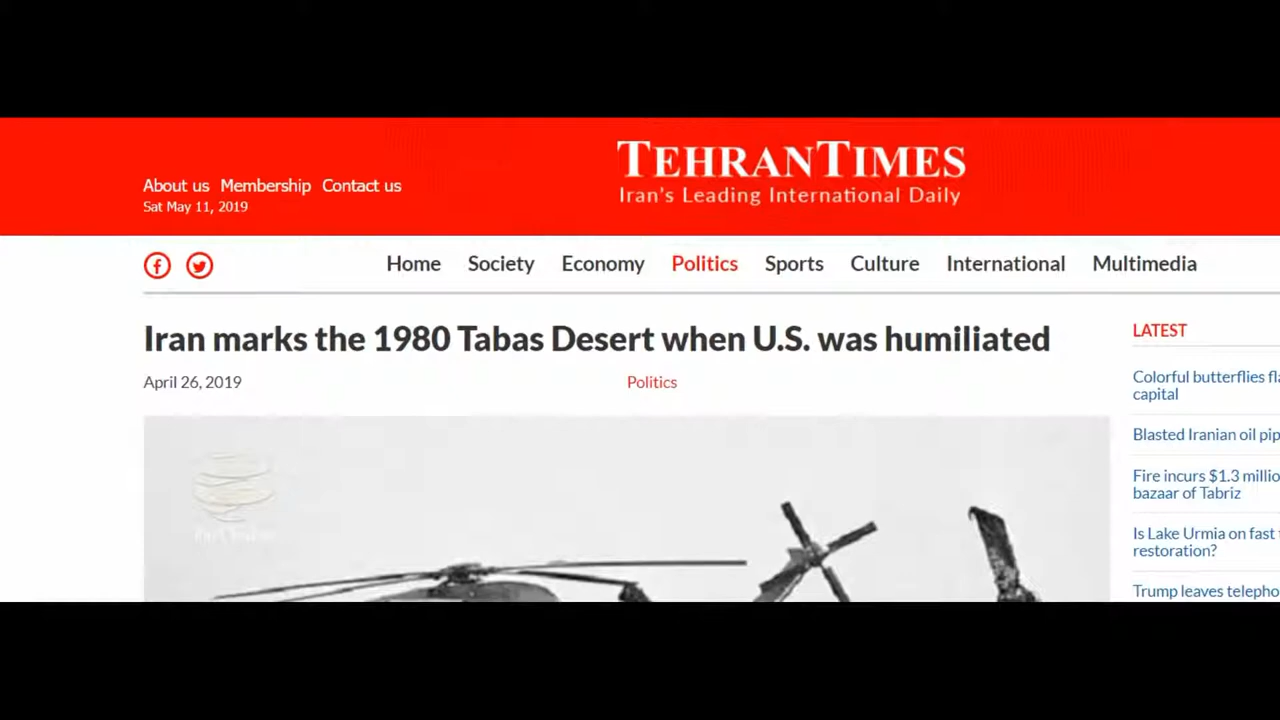 TEHRANTIMES
Iran's Leading International Daily
About us Membership Contact us
Sat May 11, 2019
Home Society Economy Politics Sports Culture International Multimedia
Iran marks the 1980 Tabas Desert when U.S. was humiliated
April 26, 2019 Politics
LATEST
Colorful butterflies
capital
Blasted Iranian oil
Fire incurs $1.3
bazaar of Tabriz
Is Lake Urmia on fast
restoration?
Trump leaves